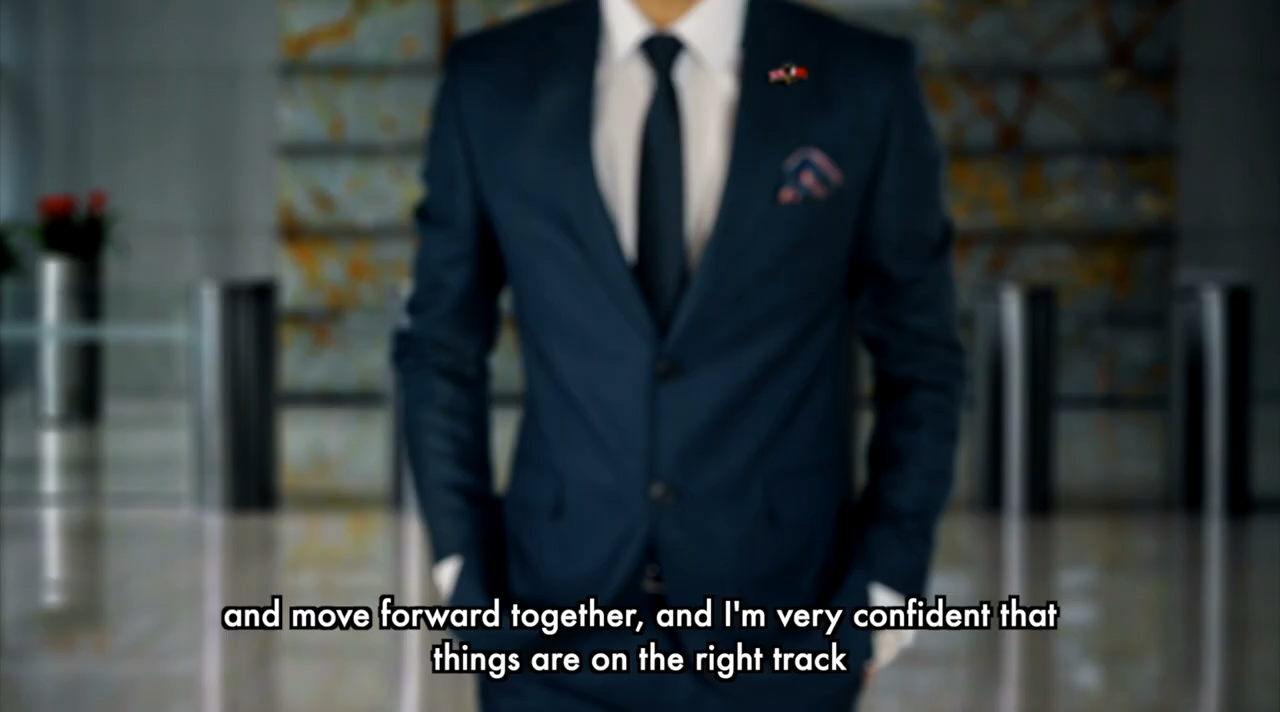 and move forward together, and I'm very confident that
things are on the right track